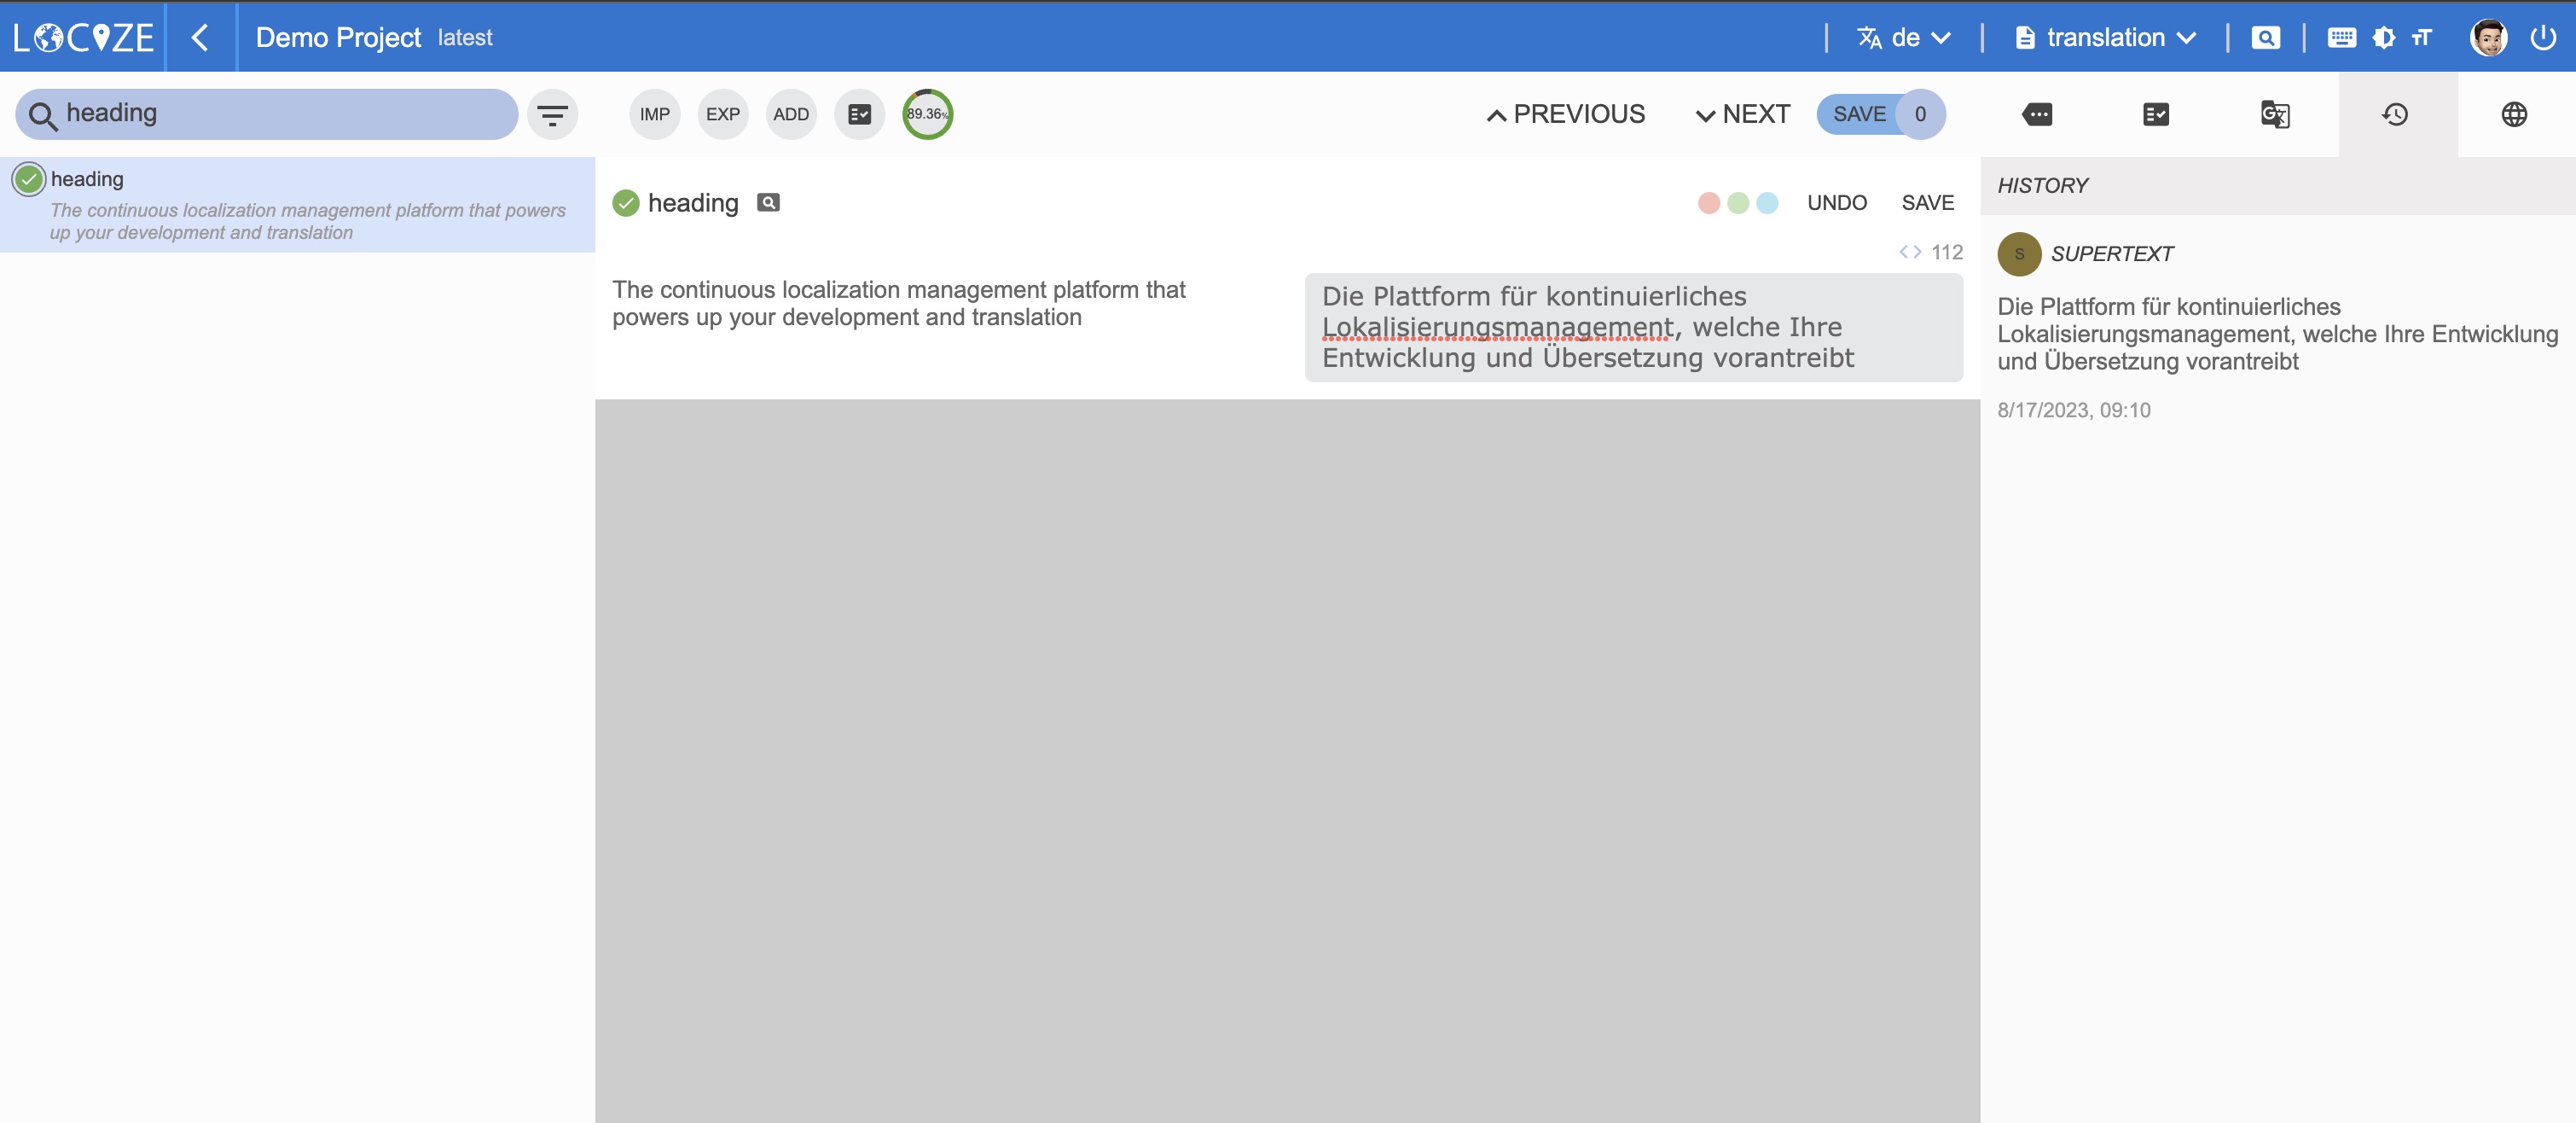 LOCIZE
Demo Project latest
de
translation
heading
IMP
EXP
ADD
89.36%
PREVIOUS
NEXT
SAVE 0
heading
The continuous localization management platform that powers
up your development and translation
heading
UNDO
SAVE
<> 112
The continuous localization management platform that
powers up your development and translation
Die Plattform für kontinuierliches
Lokalisierungsmanagement, welche Ihre
Entwicklung und Übersetzung vorantreibt
HISTORY
S SUPERTEXT
Die Plattform für kontinuierliches
Lokalisierungsmanagement, welche Ihre Entwicklung
und Übersetzung vorantreibt
8/17/2023, 09:10